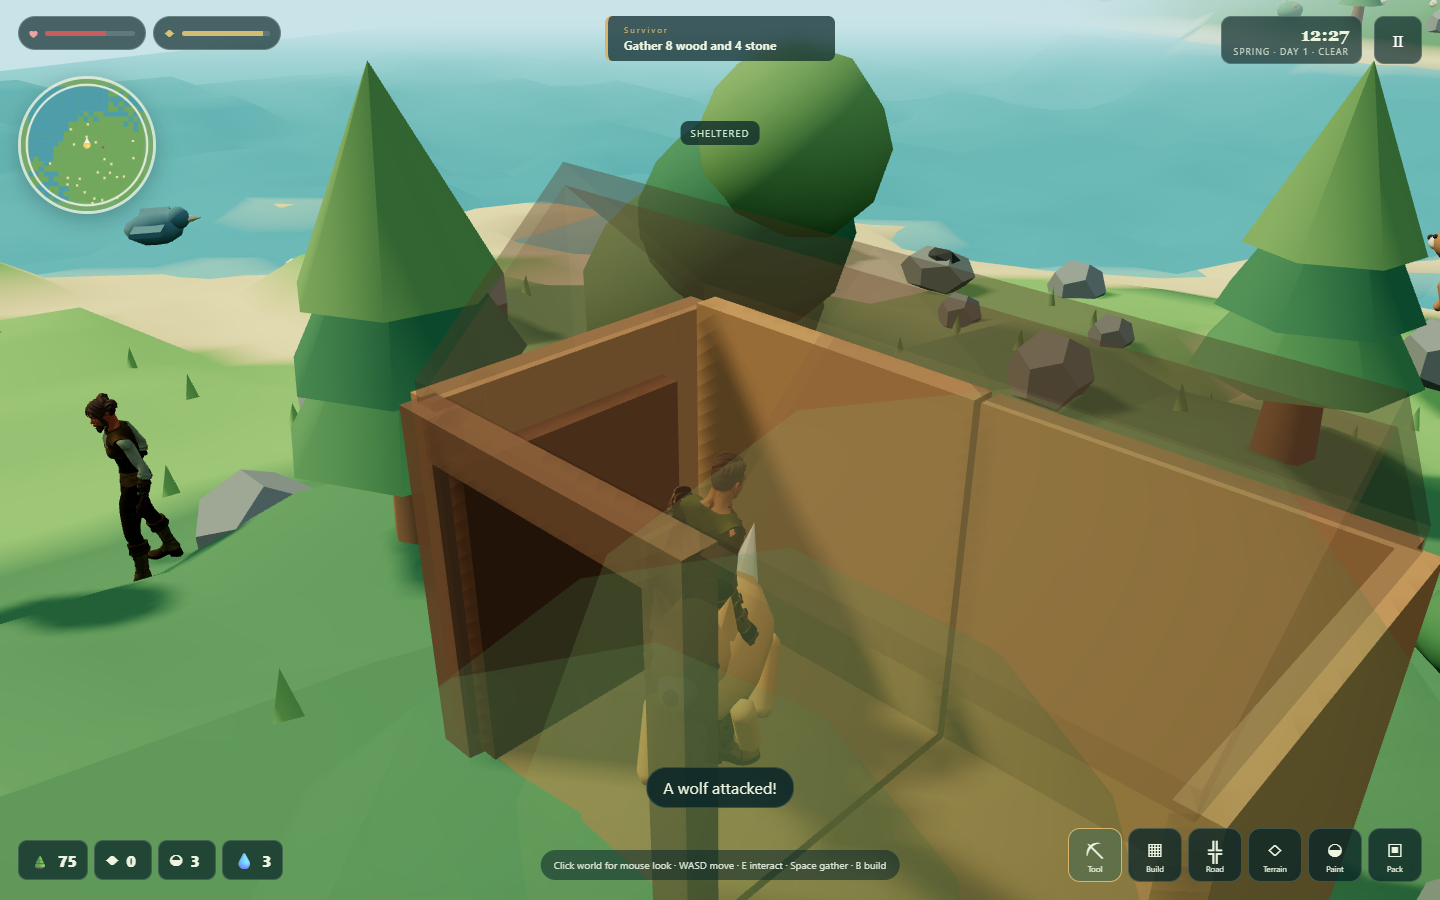 Survivor
Gather 8 wood and 4 stone
12:27
SPRING · DAY 1 · CLEAR
SHELTERED
A wolf attacked!
75
0
3
3
Click world for mouse look · WASD move · E interact · Space gather · B build
Tool
Build
Road
Terrain
Paint
Pack